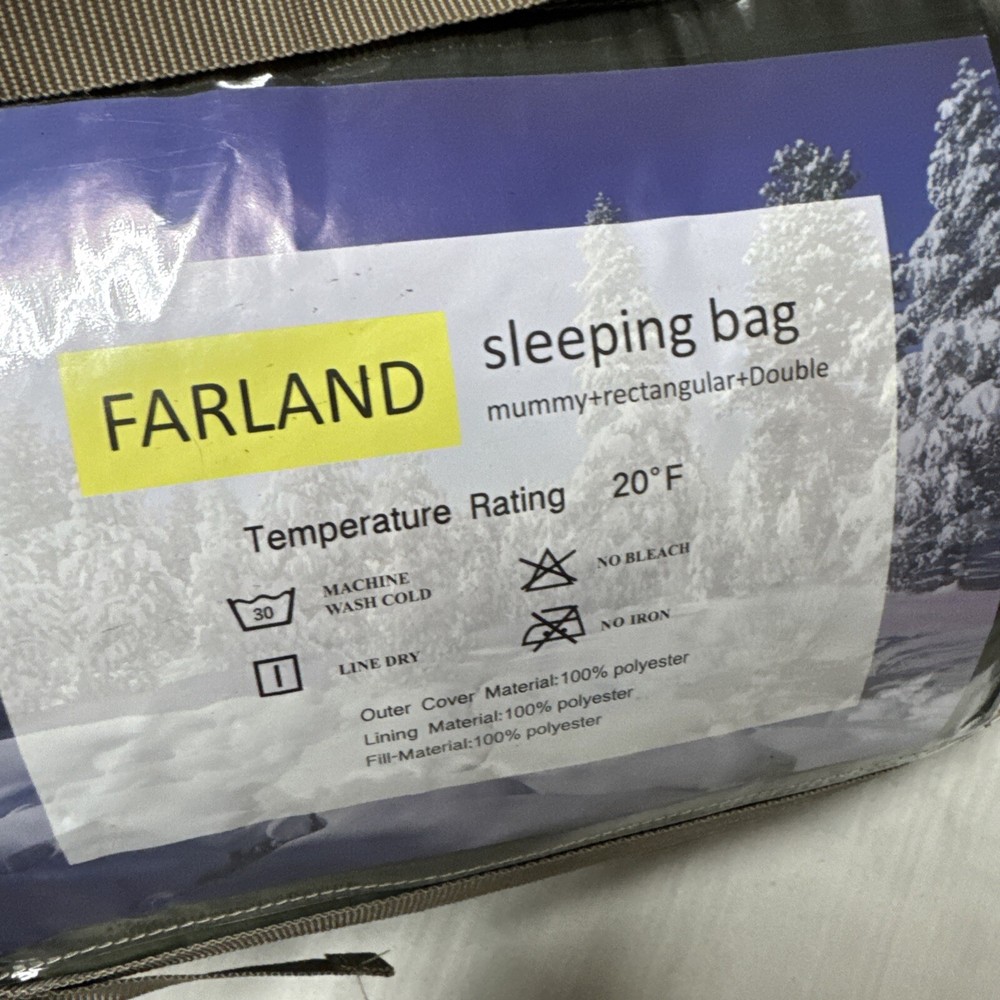 FARLAND
sleeping bag
mummy+rectangular+Double
Temperature Rating 20°F
30
MACHINE
WASH COLD
NO BLEACH
LINE DRY
NO IRON
Outer Cover Material:100% polyester
Lining Material:100% polyester
Fill-Material:100% polyester